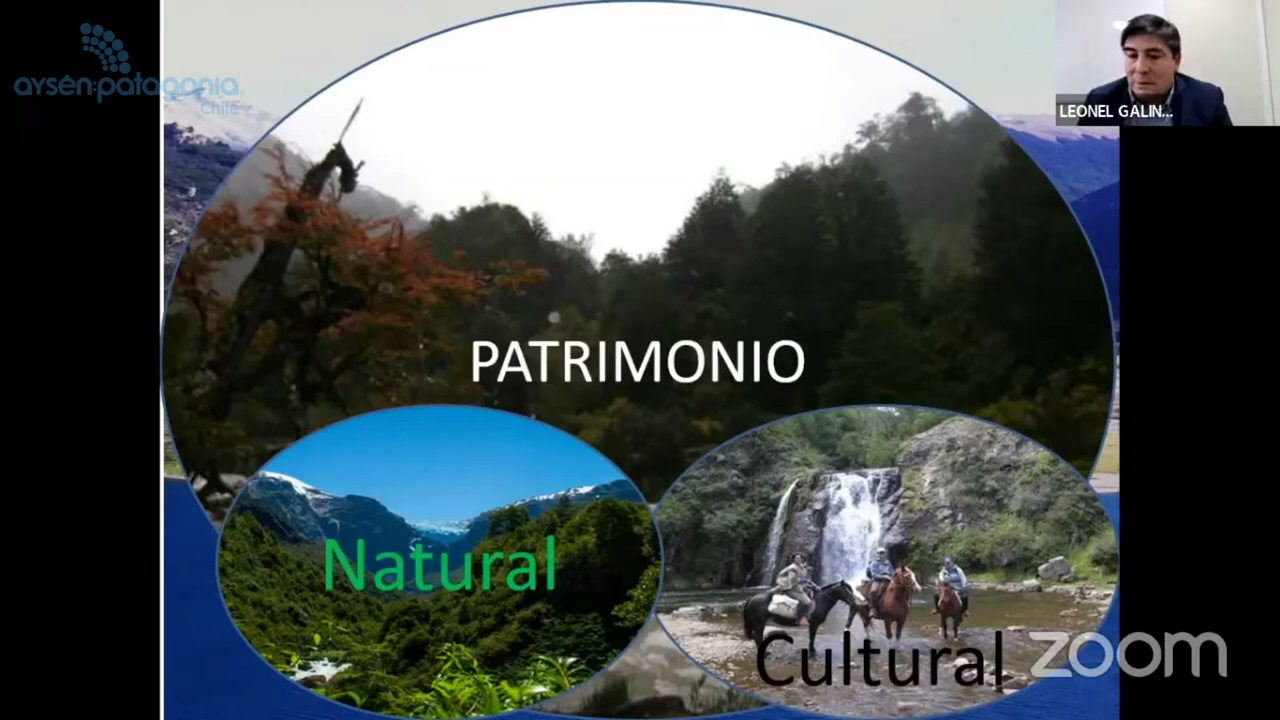 aysén:patagonia
Chile
LEONEL GALIN...
PATRIMONIO
Natural
Cultural
zoom